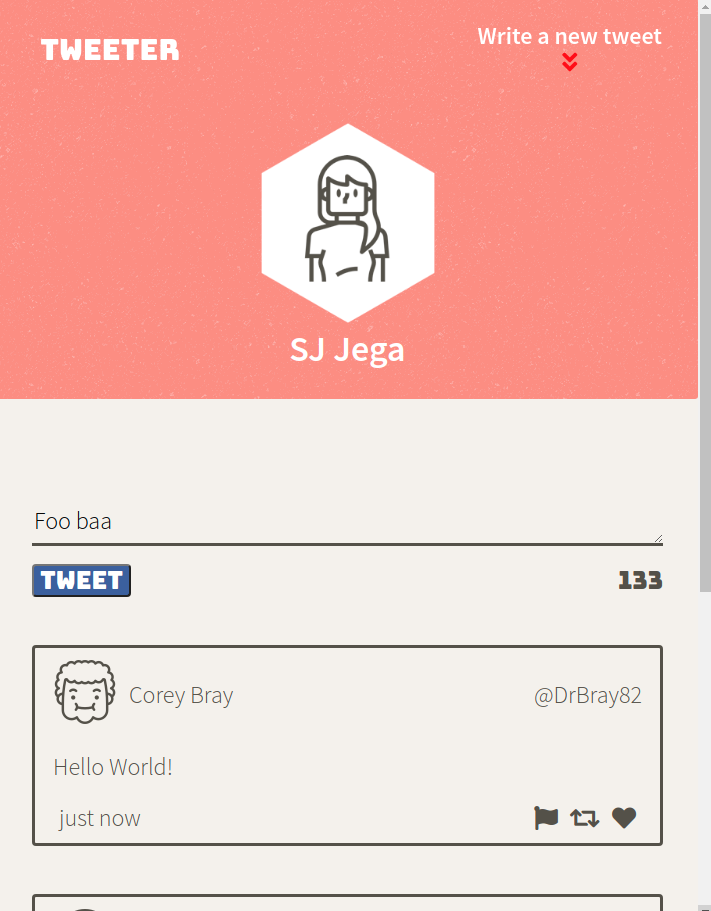 TWEETER
Write a new tweet
SJ Jega
Foo baa
TWEET 133
Corey Bray @DrBray82
Hello World!
just now